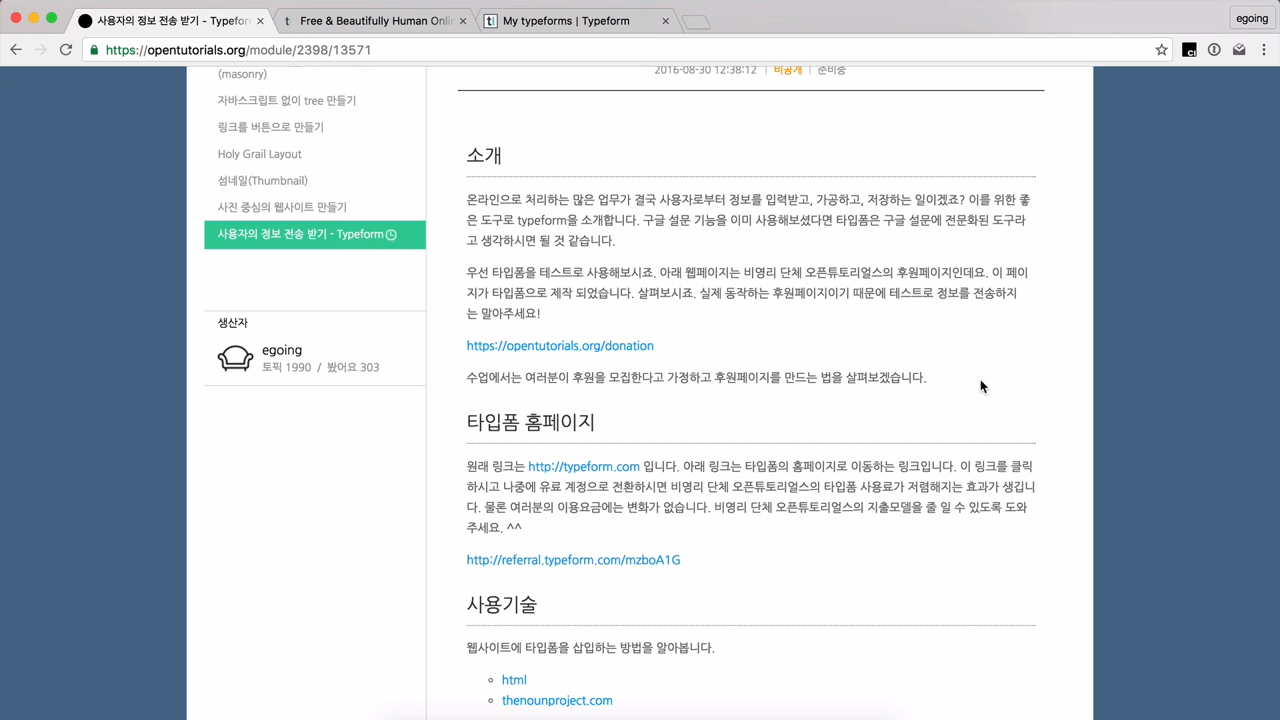 사용자의 정보 전송 받기 - Typeform
Free & Beautifully Human Onli
My typeforms | Typeform
egoing
https://opentutorials.org/module/2398/13571
(masonry)
자바스크립트 없이 tree 만들기
링크를 버튼으로 만들기
Holy Grail Layout
섬네일(Thumbnail)
사진 중심의 웹사이트 만들기
사용자의 정보 전송 받기 - Typeform
생산자
egoing
토픽 1990 / 봤어요 303
2016-08-30 12:38:12 | 비공개 | 준비중
소개
온라인으로 처리하는 많은 업무가 결국 사용자로부터 정보를 입력받고, 가공하고, 저장하는 일이겠죠? 이를 위한 좋
은 도구로 typeform을 소개합니다. 구글 설문 기능을 이미 사용해보셨다면 타입폼은 구글 설문에 전문화된 도구라
고 생각하시면 될 것 같습니다.
우선 타입폼을 테스트로 사용해보시죠. 아래 웹페이지는 비영리 단체 오픈튜토리얼스의 후원페이지인데요. 이 페이
지가 타입폼으로 제작 되었습니다. 살펴보시죠. 실제 동작하는 후원페이지이기 때문에 테스트로 정보를 전송하지
는 말아주세요!
https://opentutorials.org/donation
수업에서는 여러분이 후원을 모집한다고 가정하고 후원페이지를 만드는 법을 살펴보겠습니다.
타입폼 홈페이지
원래 링크는 http://typeform.com 입니다. 아래 링크는 타입폼의 홈페이지로 이동하는 링크입니다. 이 링크를 클릭
하시고 나중에 유료 계정으로 전환하시면 비영리 단체 오픈튜토리얼스의 타입폼 사용료가 저렴해지는 효과가 생깁니
다. 물론 여러분의 이용요금에는 변화가 없습니다. 비영리 단체 오픈튜토리얼스의 지출모델을 줄 일 수 있도록 도와
주세요. ^^
http://referral.typeform.com/mzboA1G
사용기술
웹사이트에 타입폼을 삽입하는 방법을 알아봅니다.
html
thenounproject.com